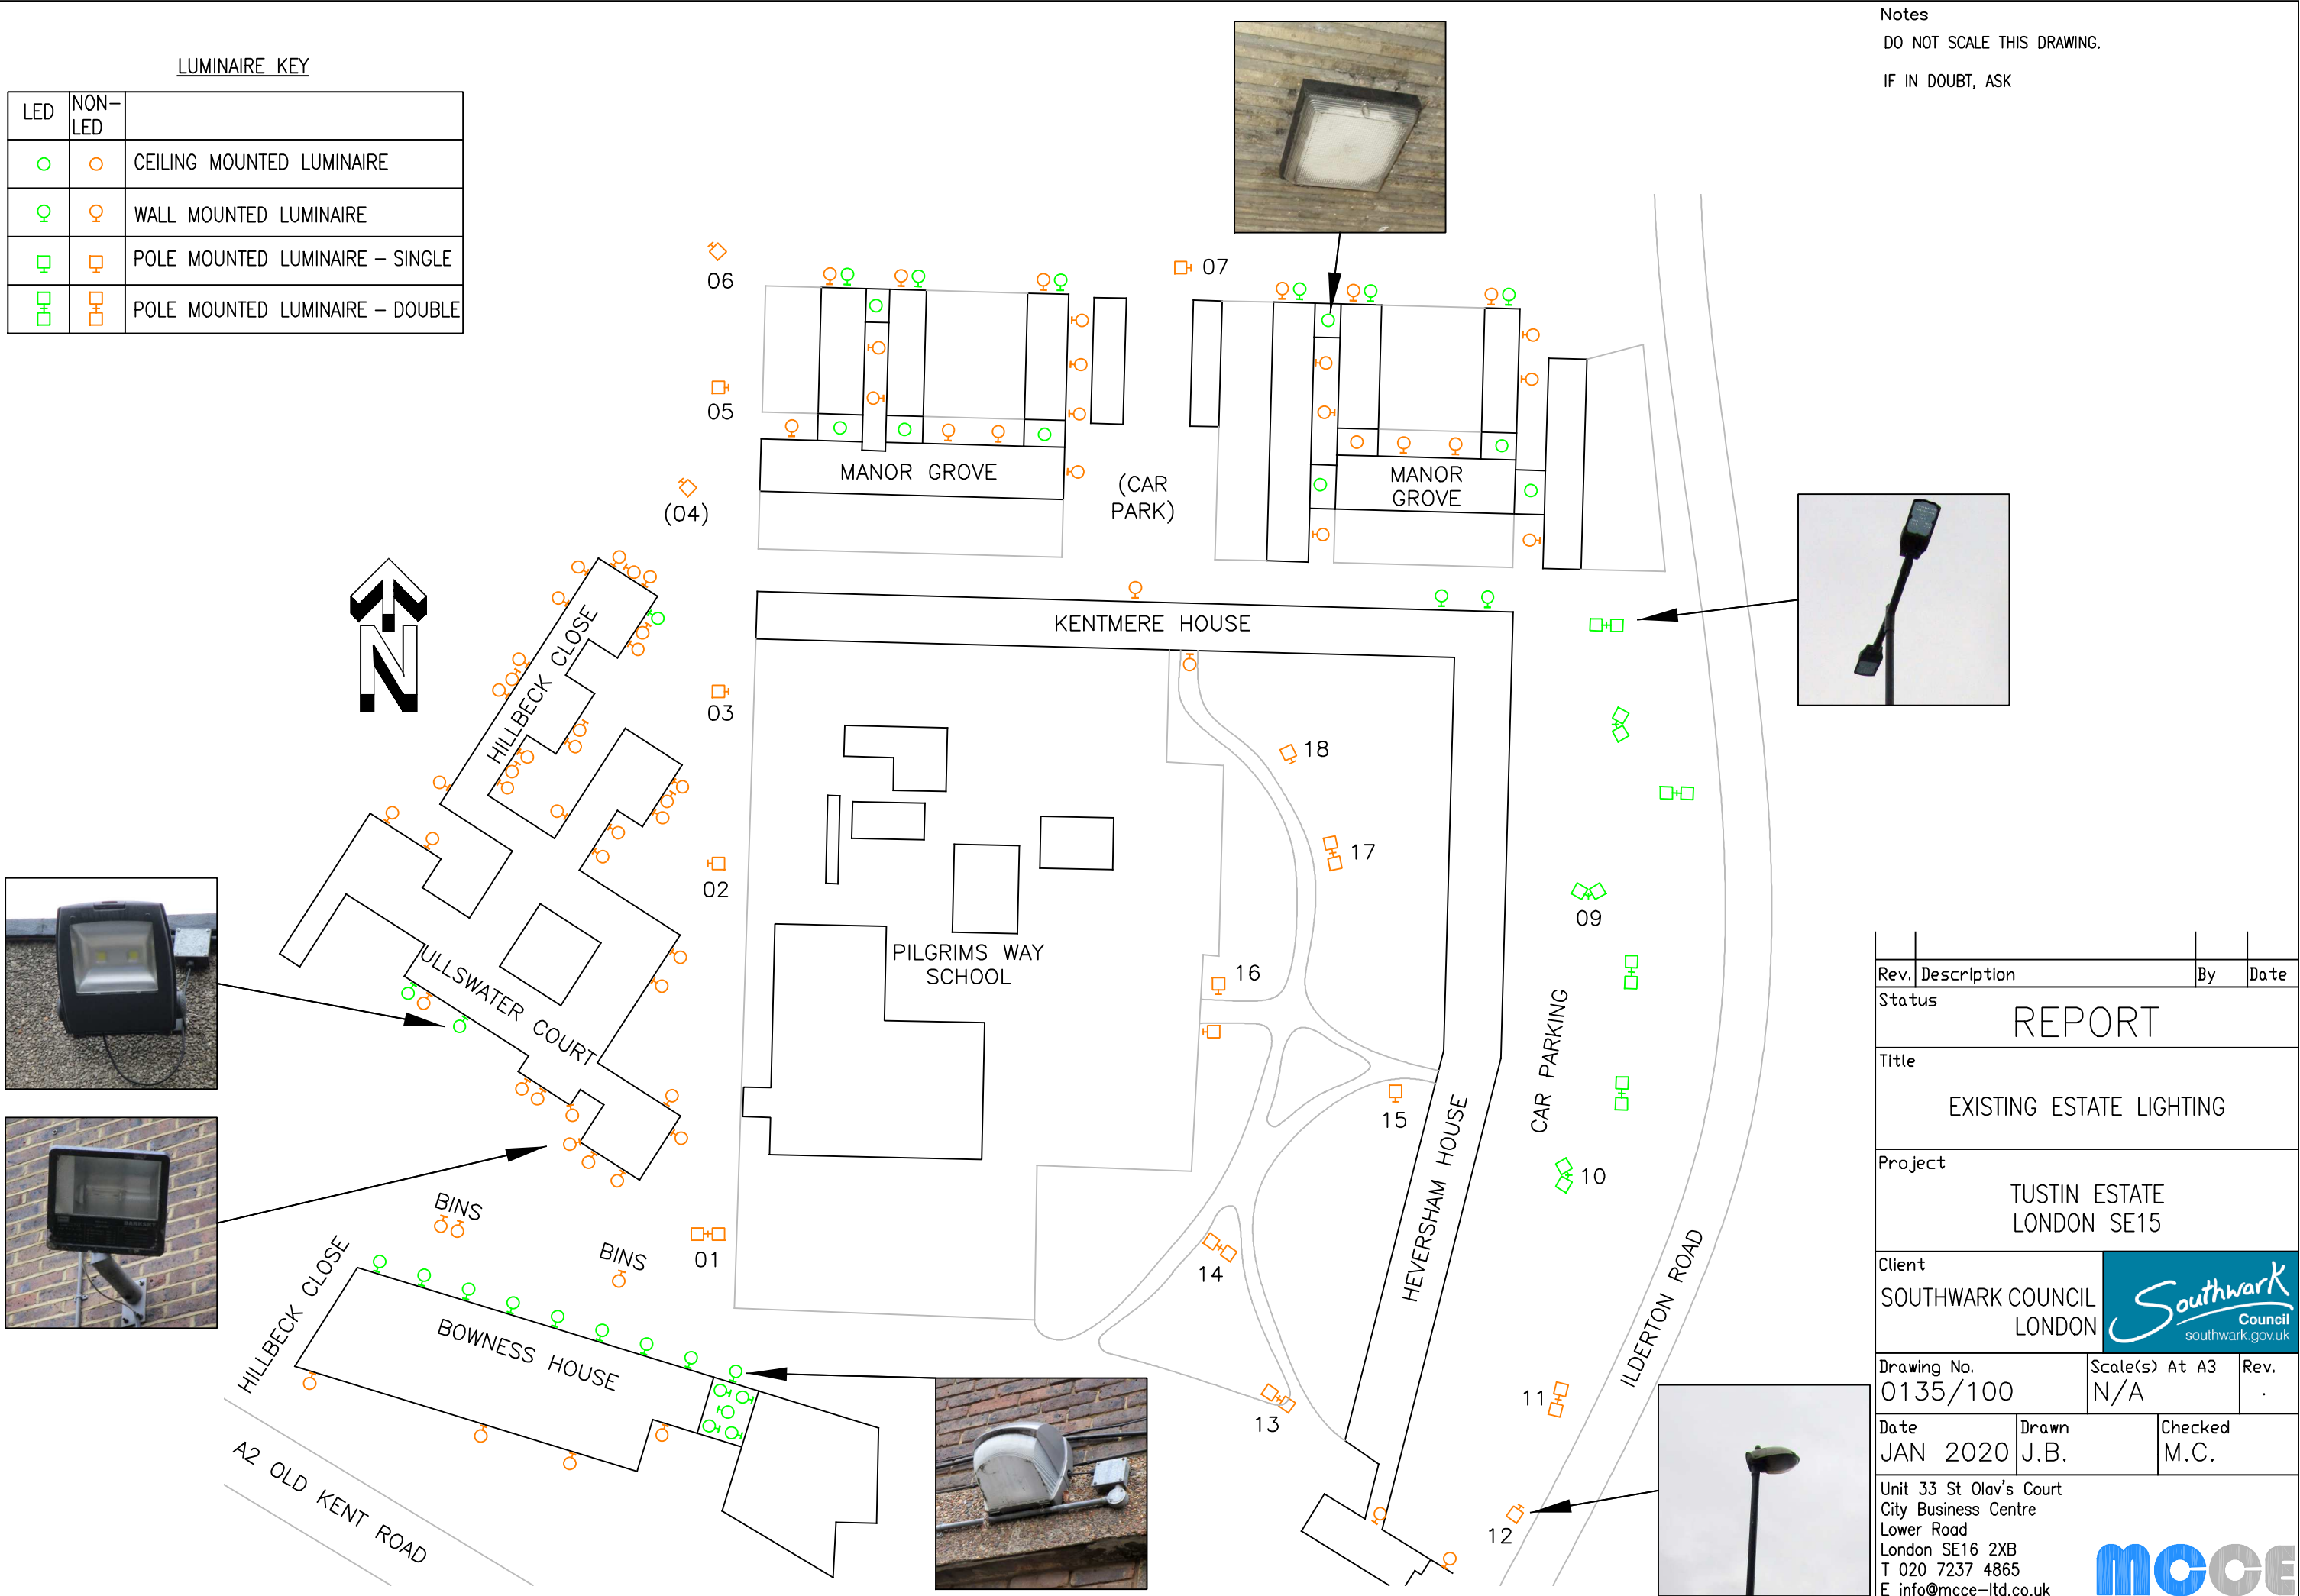 LUMINAIRE KEY
LED
NON-
LED
CEILING MOUNTED LUMINAIRE
WALL MOUNTED LUMINAIRE
POLE MOUNTED LUMINAIRE – SINGLE
POLE MOUNTED LUMINAIRE – DOUBLE
Notes
DO NOT SCALE THIS DRAWING.
IF IN DOUBT, ASK
06
07
05
(04)
MANOR GROVE
(CAR
PARK)
MANOR
GROVE
N
HILLBECK CLOSE
KENTMERE HOUSE
03
18
17
02
09
PILGRIMS WAY
SCHOOL
16
ULLSWATER COURT
CAR PARKING
15
10
HEVERSHAM HOUSE
BINS
BINS
01
14
HILLBECK CLOSE
BOWNESS HOUSE
ILDERTON ROAD
11
13
12
A2 OLD KENT ROAD
Rev.
Description
By
Date
Status
REPORT
Title
EXISTING ESTATE LIGHTING
Project
TUSTIN ESTATE
LONDON SE15
Client
SOUTHWARK COUNCIL
LONDON
Southwark
Council
southwark.gov.uk
Drawing No.
0135/100
Scale(s) At A3
N/A
Rev.
.
Date
JAN 2020
Drawn
J.B.
Checked
M.C.
Unit 33 St Olav's Court
City Business Centre
Lower Road
London SE16 2XB
T 020 7237 4865
E info@mcce-ltd.co.uk
MCCE